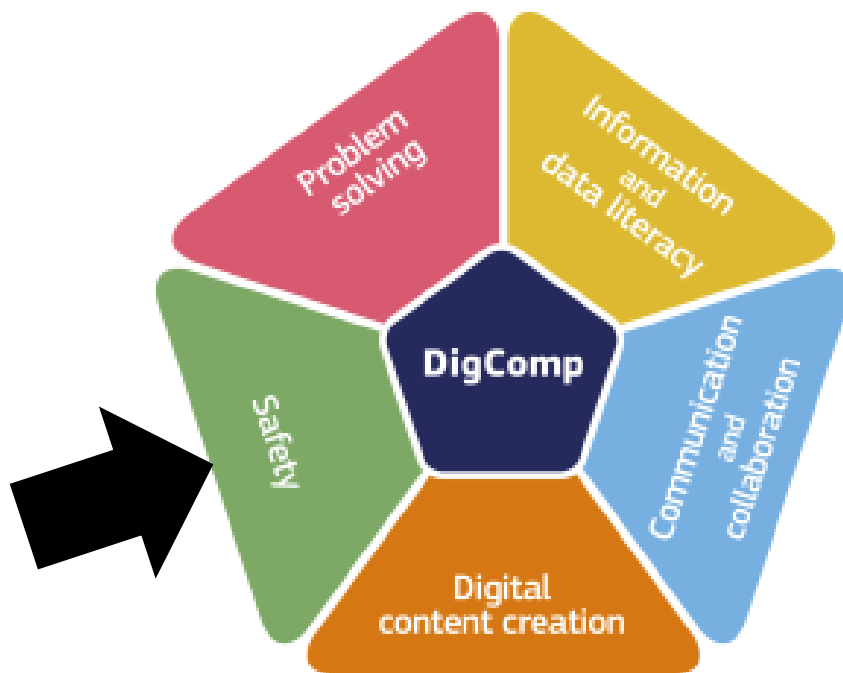 Problem
solving
Information
and
data literacy
DigComp
Safety
Communication
and
collaboration
Digital
content creation